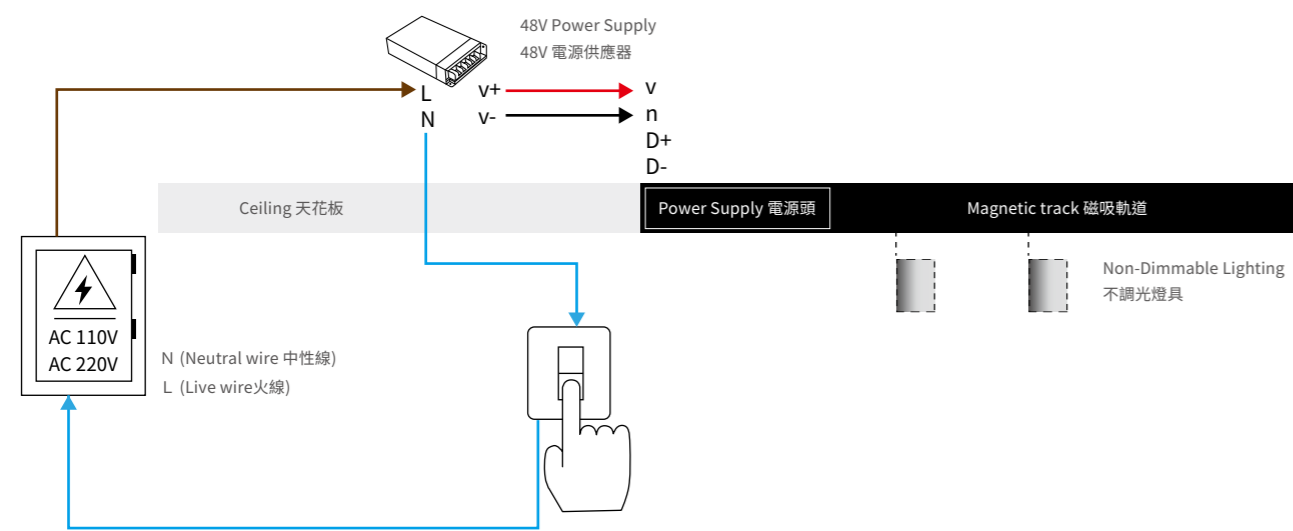 48V Power Supply
48V 電源供應器
L
v+
v
N
v-
n
D+
D-
Ceiling 天花板
Power Supply 電源頭
Magnetic track 磁吸軌道
Non-Dimmable Lighting
不調光燈具
AC 110V
AC 220V
N (Neutral wire 中性線)
L (Live wire火線)